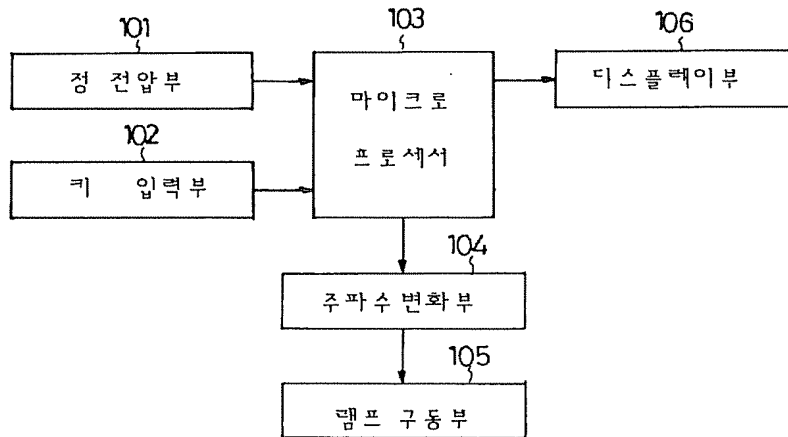 101
정 전압부
102
키 입력부
103
마이크로
프로세서
106
디스플레이부
104
주파수변화부
105
램프 구동부